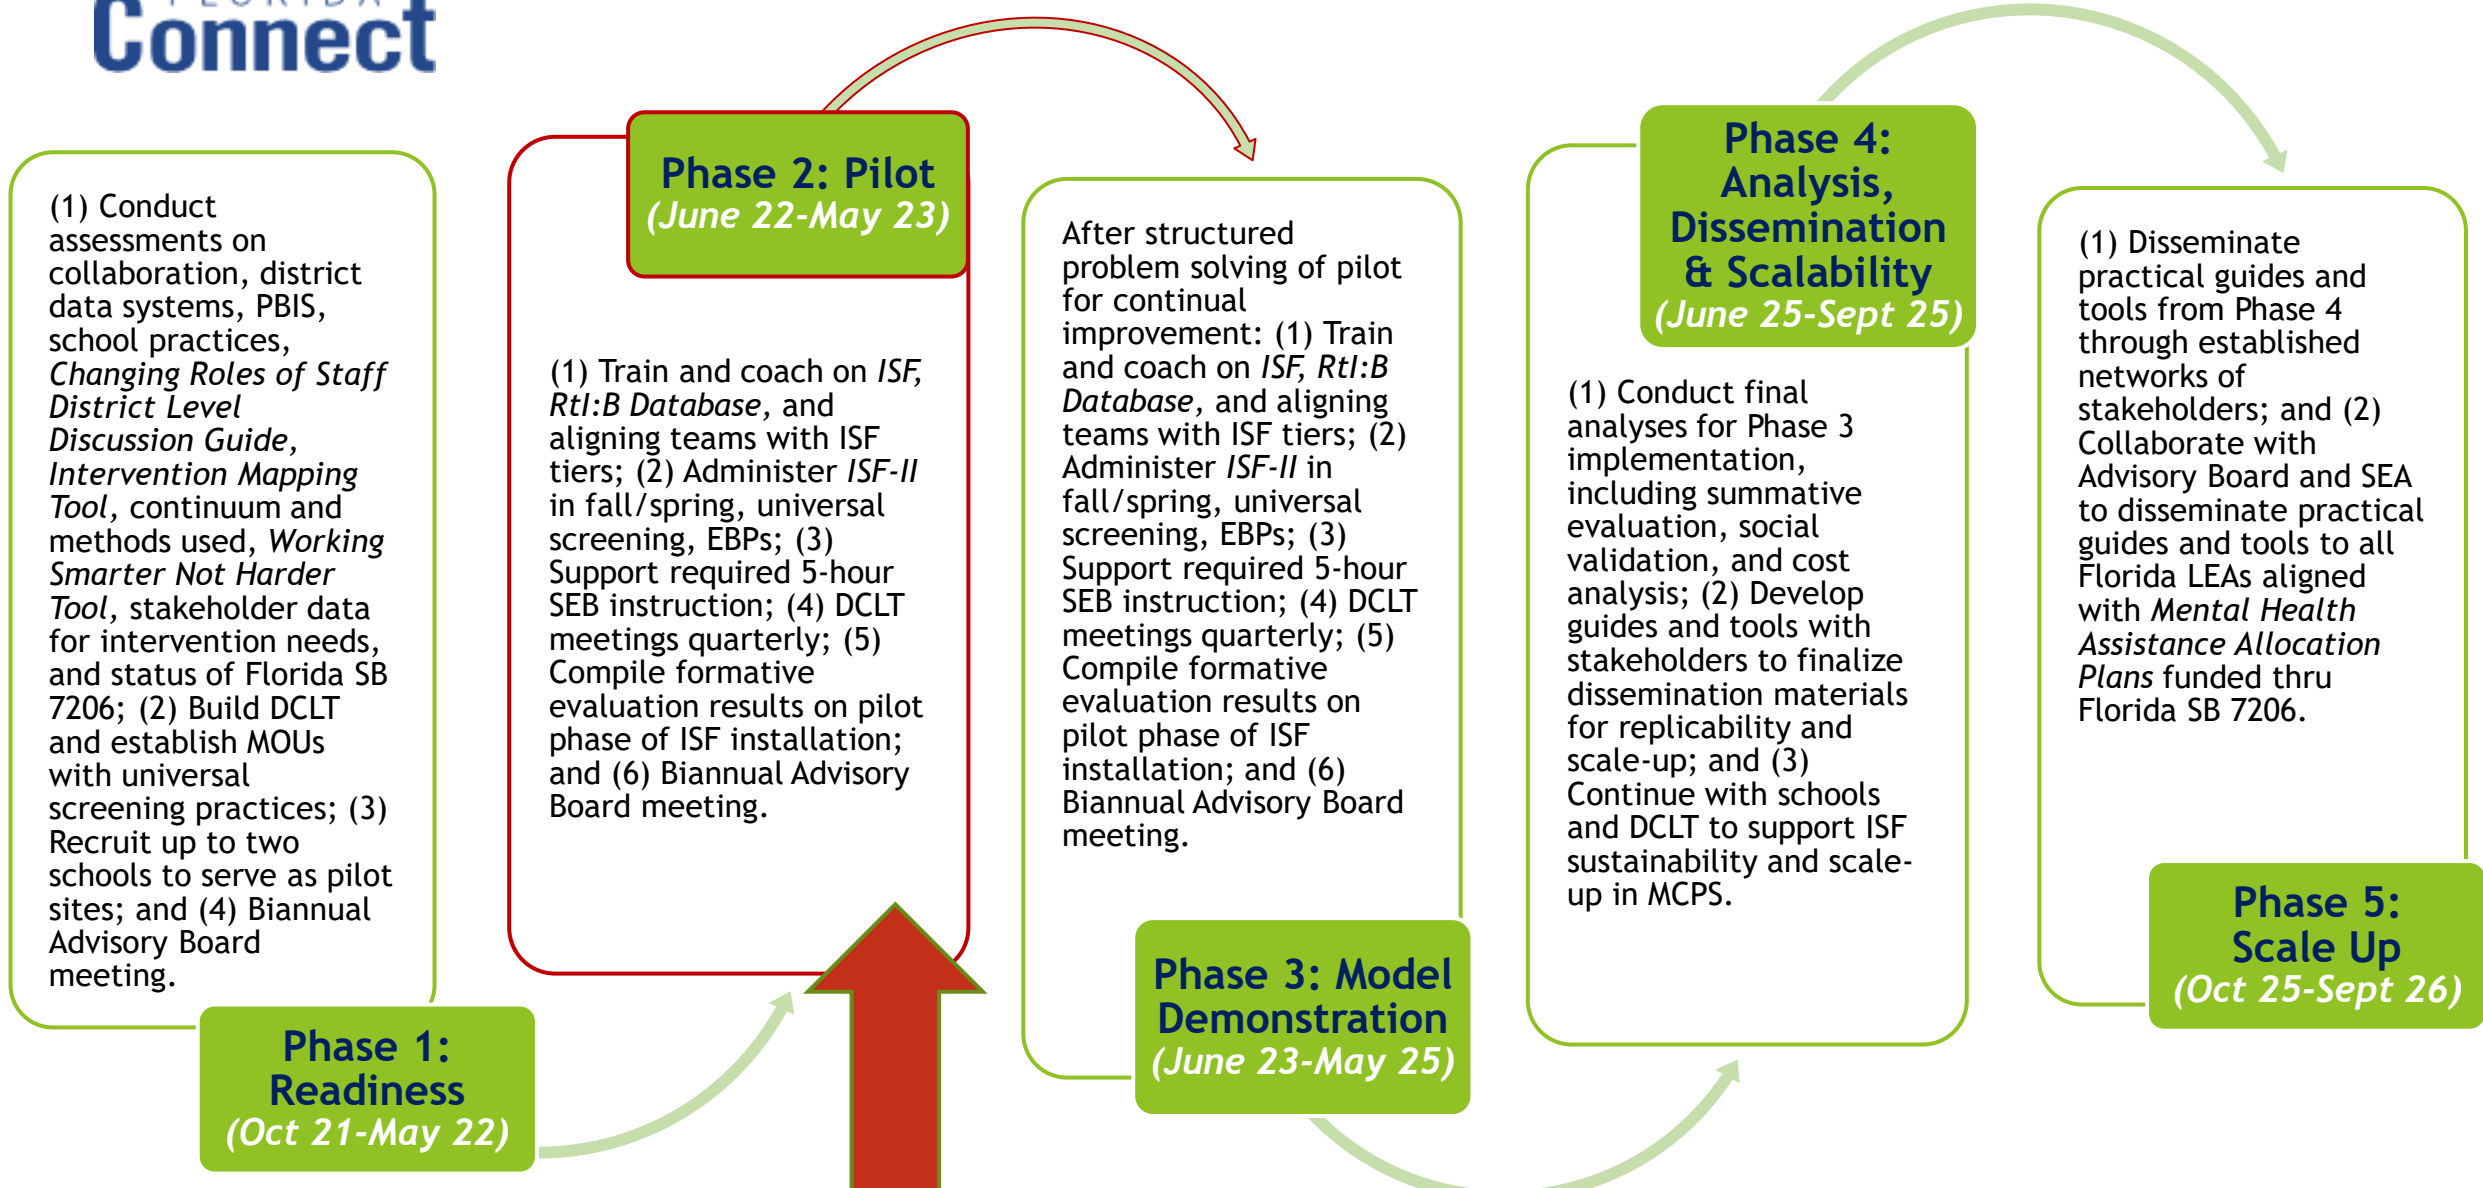 FLORIDA
Connect
(1) Conduct
assessments on
collaboration, district
data systems, PBIS,
school practices,
Changing Roles of Staff
District Level
Discussion Guide,
Intervention Mapping
Tool, continuum and
methods used, Working
Smarter Not Harder
Tool, stakeholder data
for intervention needs,
and status of Florida SB
7206; (2) Build DCLT
and establish MOUs
with universal
screening practices; (3)
Recruit up to two
schools to serve as pilot
sites; and (4) Biannual
Advisory Board
meeting.
Phase 1:
Readiness
(Oct 21-May 22)
Phase 2: Pilot
(June 22-May 23)
(1) Train and coach on ISF,
RtI:B Database, and
aligning teams with ISF
tiers; (2) Administer ISF-II
in fall/spring, universal
screening, EBPs; (3)
Support required 5-hour
SEB instruction; (4) DCLT
meetings quarterly; (5)
Compile formative
evaluation results on pilot
phase of ISF installation;
and (6) Biannual Advisory
Board meeting.
After structured
problem solving of pilot
for continual
improvement: (1) Train
and coach on ISF, RtI:B
Database, and aligning
teams with ISF tiers; (2)
Administer ISF-II in
fall/spring, universal
screening, EBPs; (3)
Support required 5-hour
SEB instruction; (4) DCLT
meetings quarterly; (5)
Compile formative
evaluation results on
pilot phase of ISF
installation; and (6)
Biannual Advisory Board
meeting.
Phase 3: Model
Demonstration
(June 23-May 25)
Phase 4:
Analysis,
Dissemination
& Scalability
(June 25-Sept 25)
(1) Conduct final
analyses for Phase 3
implementation,
including summative
evaluation, social
validation, and cost
analysis; (2) Develop
guides and tools with
stakeholders to finalize
dissemination materials
for replicability and
scale-up; and (3)
Continue with schools
and DCLT to support ISF
sustainability and scale-
up in MCPS.
(1) Disseminate
practical guides and
tools from Phase 4
through established
networks of
stakeholders; and (2)
Collaborate with
Advisory Board and SEA
to disseminate practical
guides and tools to all
Florida LEAs aligned
with Mental Health
Assistance Allocation
Plans funded thru
Florida SB 7206.
Phase 5:
Scale Up
(Oct 25-Sept 26)